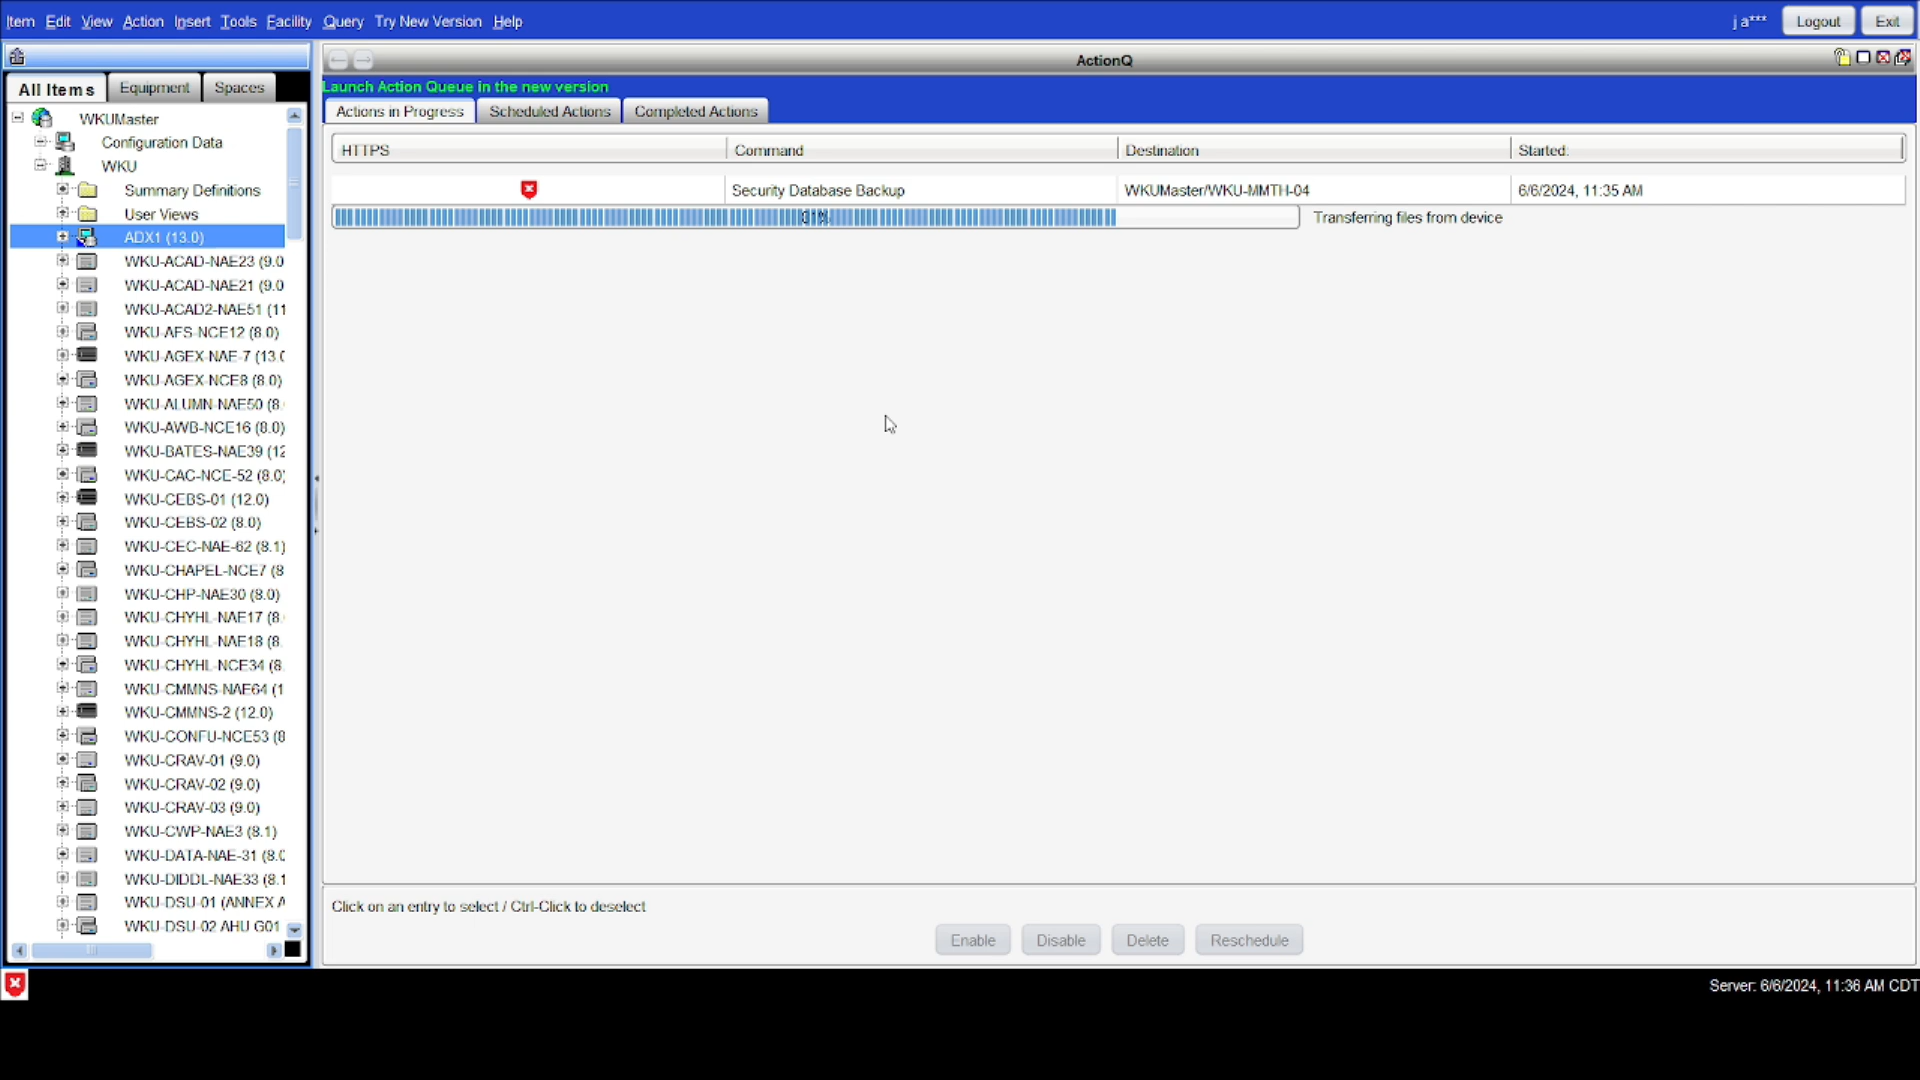 Item Edit View Action Insert Tools Facility Query Try New Version Help
j a*** Logout Exit
ActionQ
All Items Equipment Spaces
Launch Action Queue in the new version
Actions in Progress Scheduled Actions Completed Actions
HTTPS Command Destination Started:
Security Database Backup WKUMaster/WKU-MMTH-04 6/6/2024, 11:35 AM
81% Transferring files from device
WKUMaster
Configuration Data
WKU
Summary Definitions
User Views
ADX1 (13.0)
WKU-ACAD-NAE23 (9.0
WKU-ACAD-NAE21 (9.0
WKU-ACAD2-NAE51 (11
WKU-AFS-NCE12 (8.0)
WKU-AGEX-NAE-7 (13.0
WKU-AGEX-NCE8 (8.0)
WKU-ALUMN-NAE50 (8.
WKU-AWB-NCE16 (8.0)
WKU-BATES-NAE39 (12
WKU-CAC-NCE-52 (8.0)
WKU-CEBS-01 (12.0)
WKU-CEBS-02 (8.0)
WKU-CEC-NAE-62 (8.1)
WKU-CHAPEL-NCE7 (8
WKU-CHP-NAE30 (8.0)
WKU-CHYHL-NAE17 (8.
WKU-CHYHL-NAE18 (8.
WKU-CHYHL-NCE34 (8.
WKU-CMMNS-NAE64 (1
WKU-CMMNS-2 (12.0)
WKU-CONFU-NCE53 (8
WKU-CRAV-01 (9.0)
WKU-CRAV-02 (9.0)
WKU-CRAV-03 (9.0)
WKU-CWP-NAE3 (8.1)
WKU-DATA-NAE-31 (8.0
WKU-DIDDL-NAE33 (8.1
WKU-DSU-01 (ANNEX A
WKU-DSU-02 AHU G01
Click on an entry to select / Ctrl-Click to deselect
Enable Disable Delete Reschedule
Server: 6/6/2024, 11:36 AM CDT